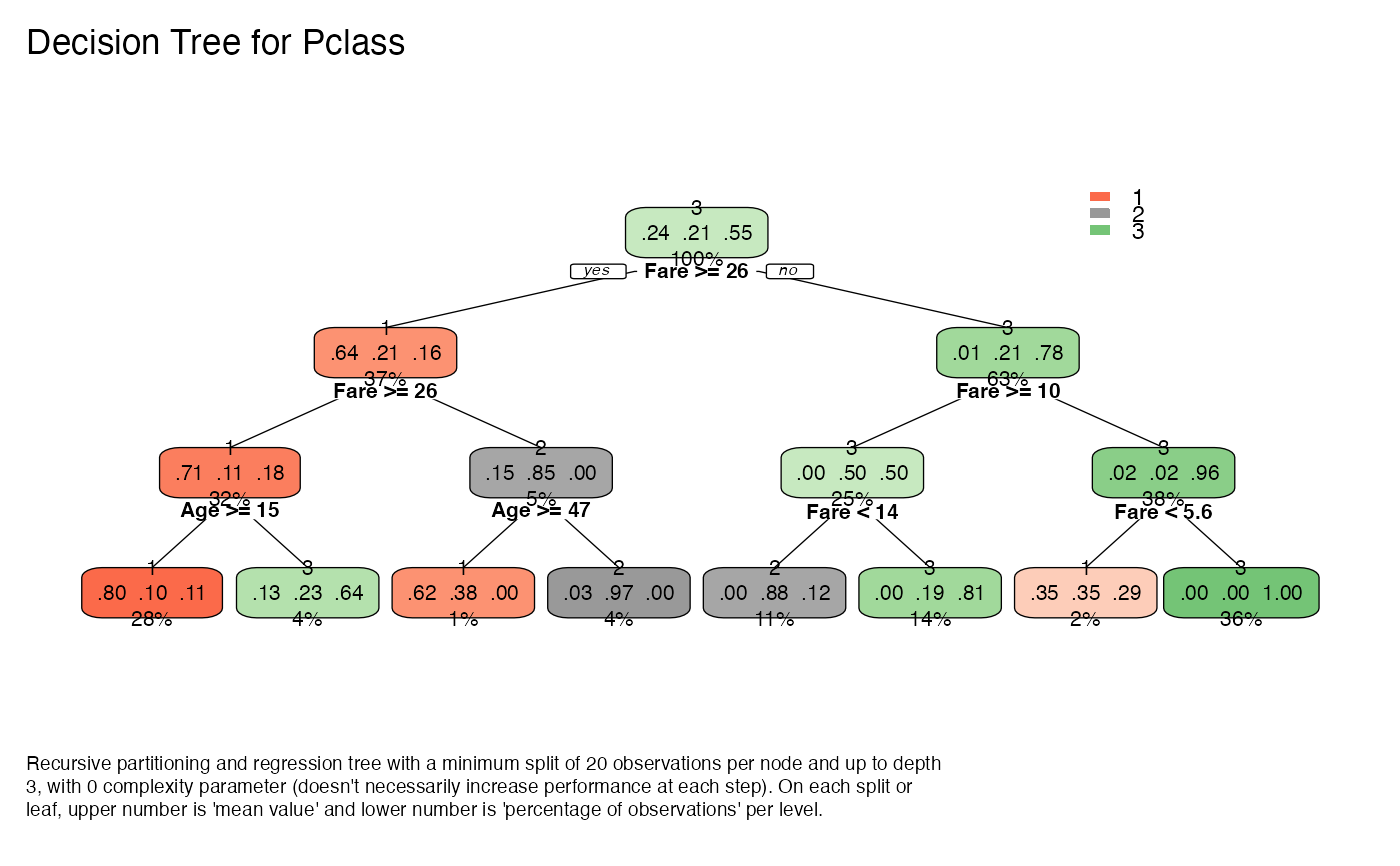 Decision Tree for Pclass
1
2
3
3
.24 .21 .55
100%
yes Fare >= 26 no
1
.64 .21 .16
37%
Fare >= 26
3
.01 .21 .78
63%
Fare >= 10
1
.71 .11 .18
32%
Age >= 15
2
.15 .85 .00
5%
Age >= 47
3
.00 .50 .50
25%
Fare < 14
3
.02 .02 .96
38%
Fare < 5.6
1
.80 .10 .11
28%
3
.13 .23 .64
4%
1
.62 .38 .00
1%
2
.03 .97 .00
4%
2
.00 .88 .12
11%
3
.00 .19 .81
14%
1
.35 .35 .29
2%
3
.00 .00 1.00
36%
Recursive partitioning and regression tree with a minimum split of 20 observations per node and up to depth
3, with 0 complexity parameter (doesn't necessarily increase performance at each step). On each split or
leaf, upper number is 'mean value' and lower number is 'percentage of observations' per level.